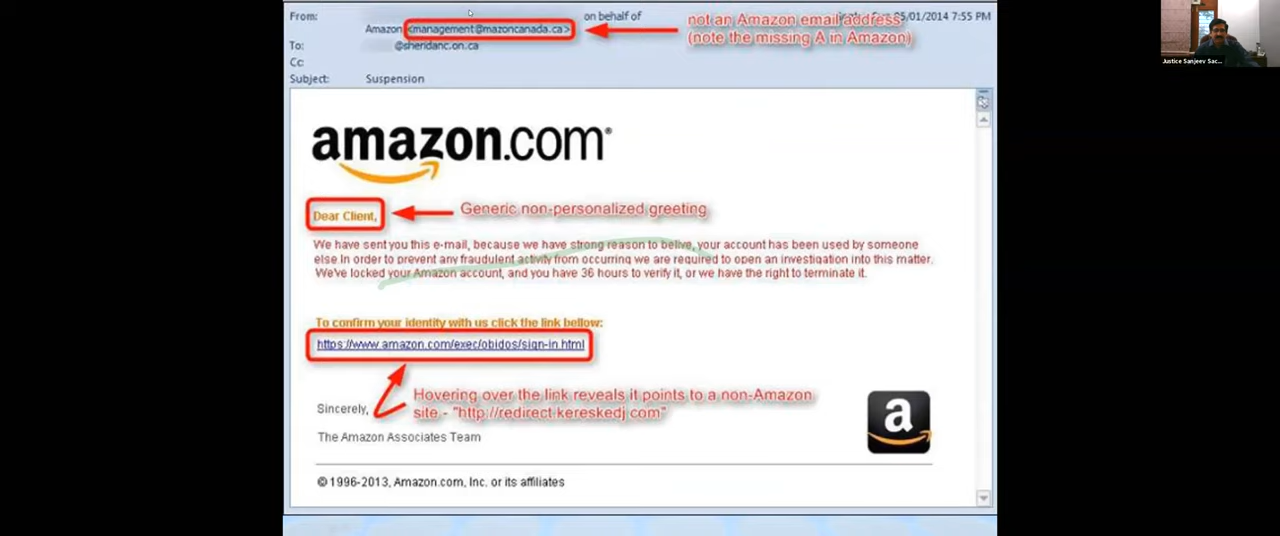 From: on behalf of 05/01/2014 7:55 PM
Amazon <management@mazoncanada.ca>
not an Amazon email address
(note the missing A in Amazon)
To: @sheridanc.on.ca
Cc:
Subject: Suspension
Justice Sanjeev Sac...
amazon.com®
Dear Client,
Generic non-personalized greeting
We have sent you this e-mail, because we have strong reason to belive, your account has been used by someone
else.In order to prevent any fraudulent activity from occurring we are required to open an investigation into this matter.
We've locked your Amazon account, and you have 36 hours to verify it, or we have the right to terminate it.
To confirm your identity with us click the link bellow:
https://www.amazon.com/exec/obidos/sign-in.html
Hovering over the link reveals it points to a non-Amazon
site - "http://redirect.kereskedj.com"
Sincerely,
The Amazon Associates Team
a
© 1996-2013, Amazon.com, Inc. or its affiliates